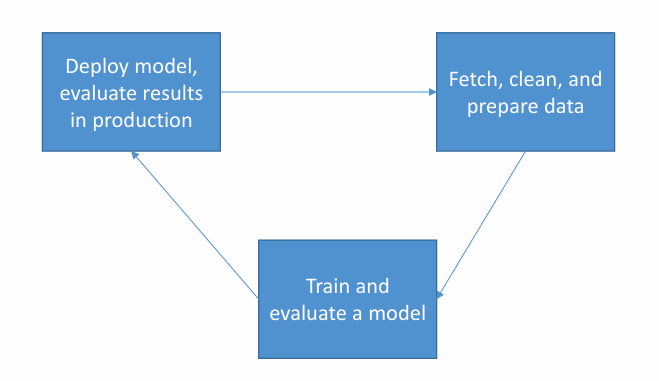 Deploy model,
evaluate results
in production
Fetch, clean, and
prepare data
Train and
evaluate a model